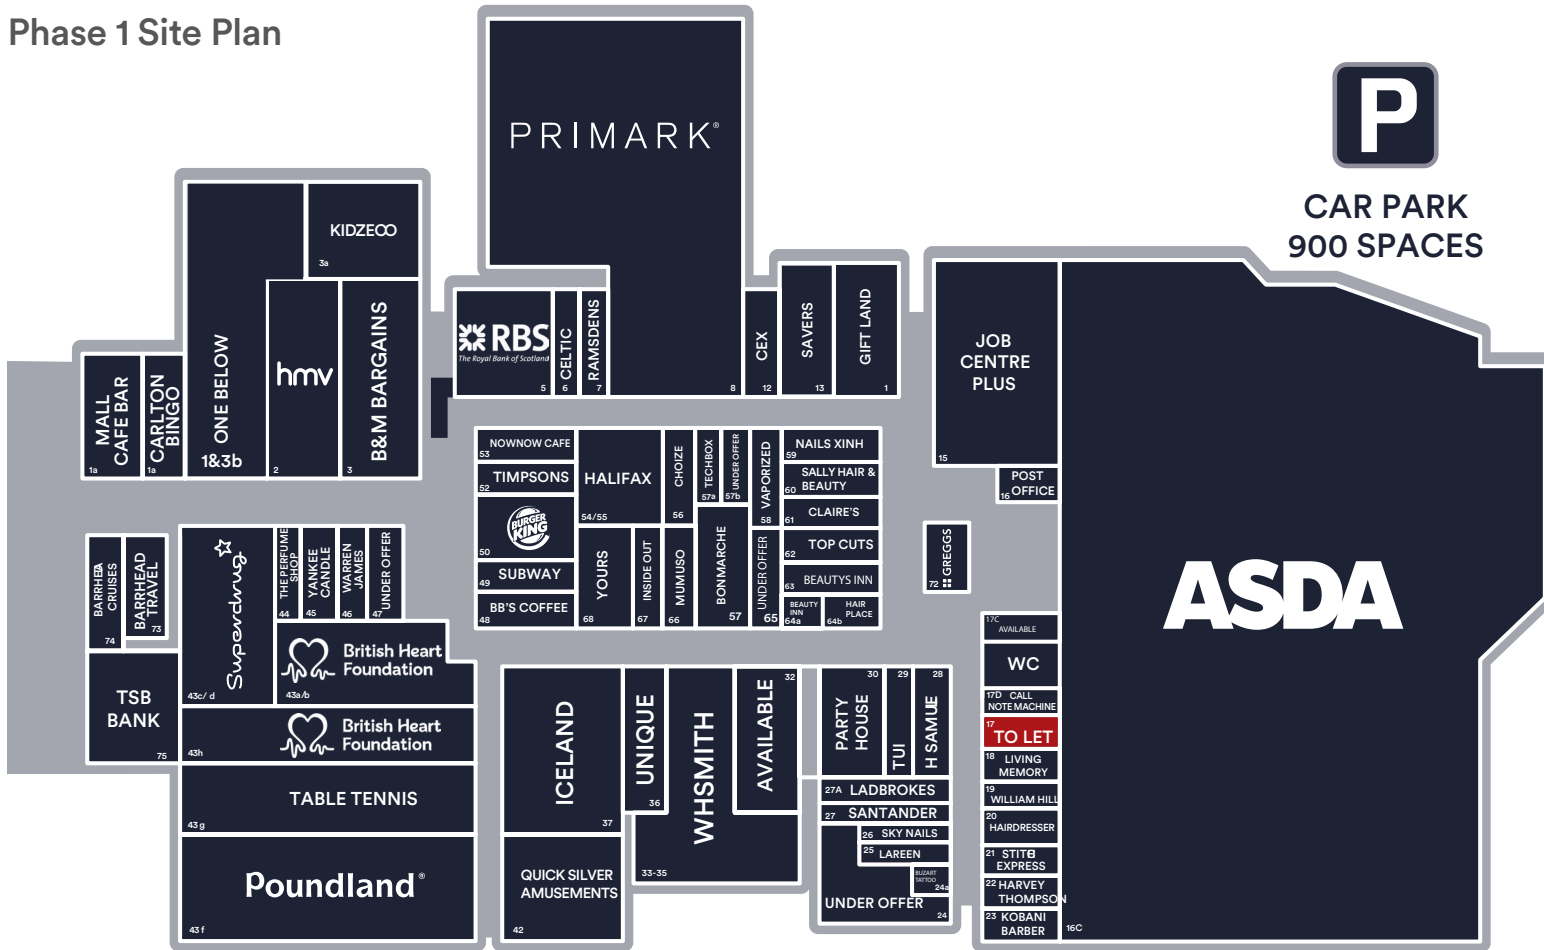 Phase 1 Site Plan
P
CAR PARK
900 SPACES
PRIMARK®
8
KIDZECO
3a
ONE BELOW
1&3b
hmv
2
B&M BARGAINS
3
MALL
CAFE BAR
1a
CARLTON
BINGO
1a
RBS
The Royal Bank of Scotland
5
CELTIC
6
RAMSDENS
7
CEX
12
SAVERS
13
GIFT LAND
1
JOB
CENTRE
PLUS
15
POST
OFFICE
16
ASDA
16C
NOWNOW CAFE
53
TIMPSONS
52
BURGER
KING
50
SUBWAY
49
BB'S COFFEE
48
HALIFAX
54/55
CHOIZE
56
TECHBOX
57a
UNDER OFFER
57b
VAPORIZED
58
NAILS XINH
59
SALLY HAIR &
BEAUTY
60
CLAIRE'S
61
TOP CUTS
62
BEAUTYS INN
63
BEAUTY
INN
64a
HAIR
PLACE
64b
YOURS
68
INSIDE OUT
67
MUMUSO
66
BONMARCHE
57
UNDER OFFER
65
GREGGS
72
BARRHEAD
TRAVEL
73
CRUISES
74
TSB
BANK
75
Superdrug
43c/ d
THE PERFUME
SHOP
44
YANKEE
CANDLE
45
WARREN
JAMES
46
UNDER OFFER
47
British Heart
Foundation
43a/b
British Heart
Foundation
43h
TABLE TENNIS
43g
Poundland®
43f
ICELAND
37
UNIQUE
36
WHSMITH
33-35
AVAILABLE
32
QUICK SILVER
AMUSEMENTS
42
PARTY
HOUSE
30
TUI
29
H SAMUEL
28
27A LADBROKES
27 SANTANDER
26 SKY NAILS
25 LAREEN
BUZART
TATTOO
24a
UNDER OFFER
24
17C
AVAILABLE
WC
17D CALL
NOTE MACHINE
17
TO LET
18 LIVING
MEMORY
19
WILLIAM HILL
20
HAIRDRESSER
21
EXPRESS
22 HARVEY
THOMPSON
23 KOBANI
BARBER